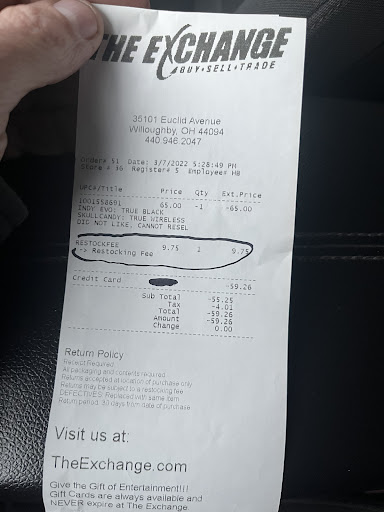 THE EXCHANGE
BUY•SELL•TRADE
35101 Euclid Avenue
Willoughby, OH 44094
440.946.2047
Order# 51 Date: 3/7/2022 5:28:49 PM
Store # 36 Register# 5 Employee# HB
UPC#/Title Price Qty Ext.Price
1001558691 65.00 -1 -65.00
INDY EVO: TRUE BLACK
SKULLCANDY: TRUE WIRELESS
DID NOT LIKE, CANNOT RESEL
RESTOCKFEE 9.75 1 9.75
-> Restocking Fee
Credit Card -59.26
Sub Total -55.25
Tax -4.01
Total -59.26
Amount -59.26
Change 0.00
Return Policy
Receipt Required.
All packaging and contents required.
Returns accepted at location of purchase only
Returns may be subject to a restocking fee
DEFECTIVES: Replaced with same item
Return period: 30 days from date of purchase
Visit us at:
TheExchange.com
Give the Gift of Entertainment!!!
Gift Cards are always available and
NEVER expire at The Exchange